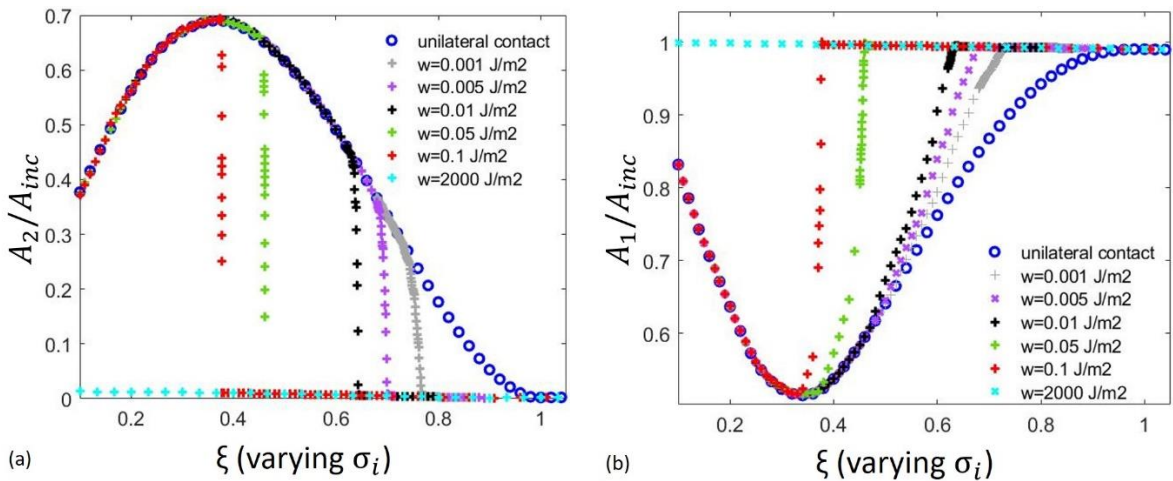 0.7
0.6
0.5
0.4
0.3
0.2
0.1
0
A₂/A_inc
unilateral contact
w=0.001 J/m2
w=0.005 J/m2
w=0.01 J/m2
w=0.05 J/m2
w=0.1 J/m2
w=2000 J/m2
0.2 0.4 0.6 0.8 1
(a)
ξ (varying σᵢ)
1
0.9
0.8
0.7
0.6
A₁/A_inc
unilateral contact
w=0.001 J/m2
w=0.005 J/m2
w=0.01 J/m2
w=0.05 J/m2
w=0.1 J/m2
w=2000 J/m2
0.2 0.4 0.6 0.8 1
(b)
ξ (varying σᵢ)